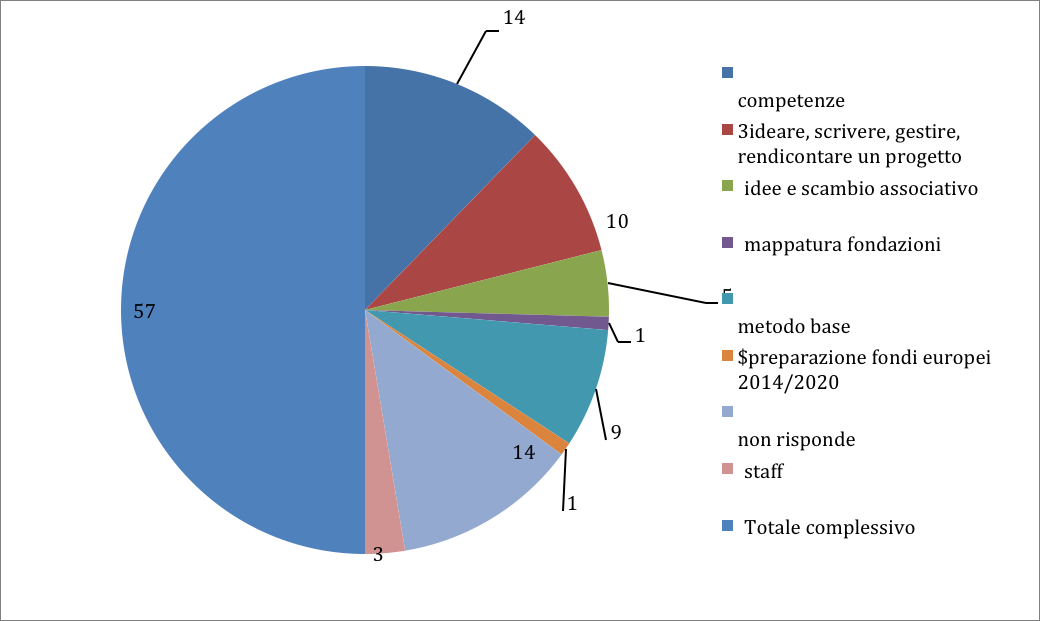 14
10
57
1
9
14
1
3
competenze
3ideare, scrivere, gestire,
rendicontare un progetto
idee e scambio associativo
mappatura fondazioni
metodo base
$preparazione fondi europei
2014/2020
non risponde
staff
Totale complessivo